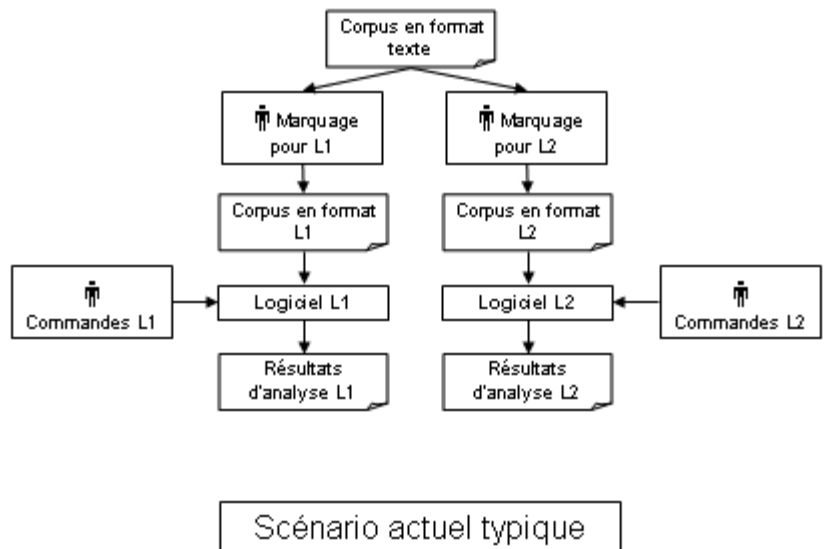 Corpus en format
texte
Marquage
pour L1
Marquage
pour L2
Corpus en format
L1
Corpus en format
L2
Commandes L1
Logiciel L1
Logiciel L2
Commandes L2
Résultats
d'analyse L1
Résultats
d'analyse L2
Scénario actuel typique